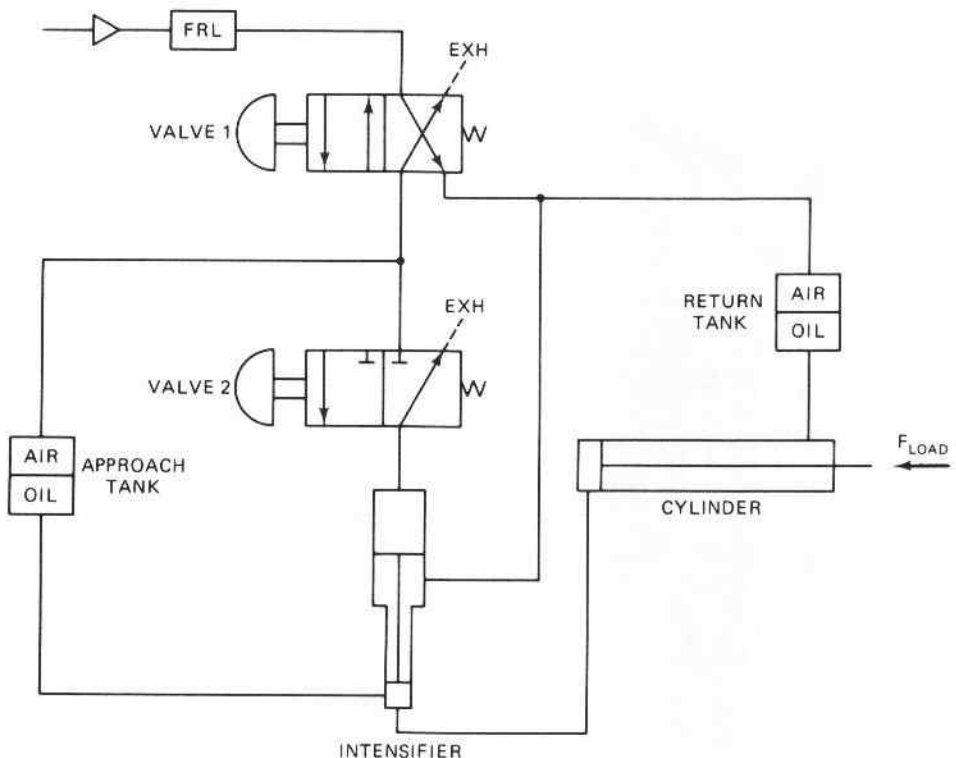 FRL
EXH
VALVE 1
EXH
RETURN
TANK
AIR
OIL
VALVE 2
AIR
OIL
APPROACH
TANK
F_LOAD
CYLINDER
INTENSIFIER